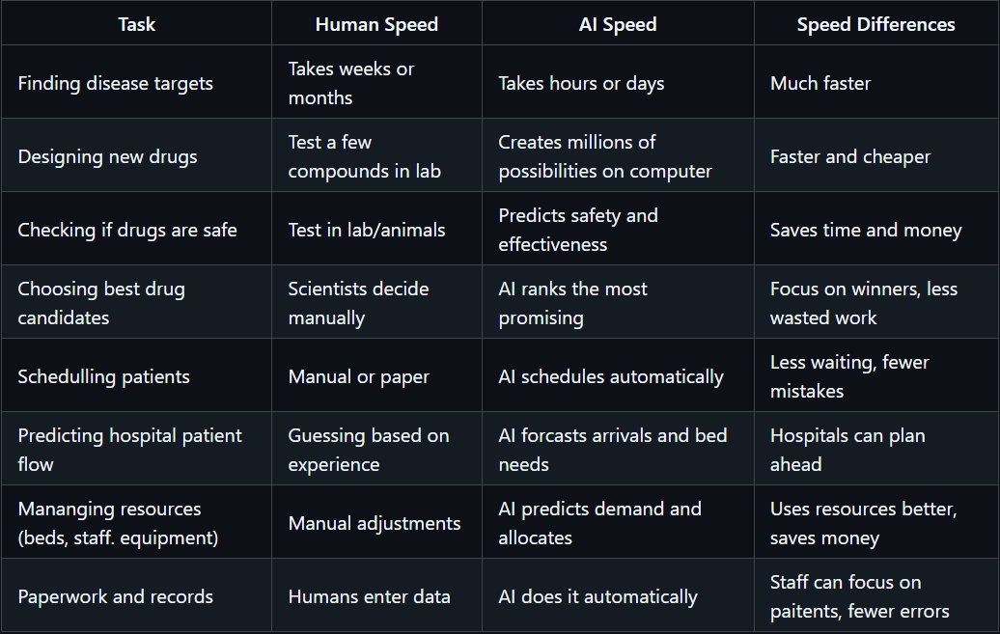 Task
Human Speed
AI Speed
Speed Differences
Finding disease targets
Takes weeks or
months
Takes hours or days
Much faster
Designing new drugs
Test a few
compounds in lab
Creates millions of
possibilities on computer
Faster and cheaper
Checking if drugs are safe
Test in lab/animals
Predicts safety and
effectiveness
Saves time and money
Choosing best drug
candidates
Scientists decide
manually
AI ranks the most
promising
Focus on winners, less
wasted work
Schedulling patients
Manual or paper
AI schedules automatically
Less waiting, fewer
mistakes
Predicting hospital patient
flow
Guessing based on
experience
AI forcasts arrivals and bed
needs
Hospitals can plan
ahead
Mananging resources
(beds, staff. equipment)
Manual adjustments
AI predicts demand and
allocates
Uses resources better,
saves money
Paperwork and records
Humans enter data
AI does it automatically
Staff can focus on
paitents, fewer errors